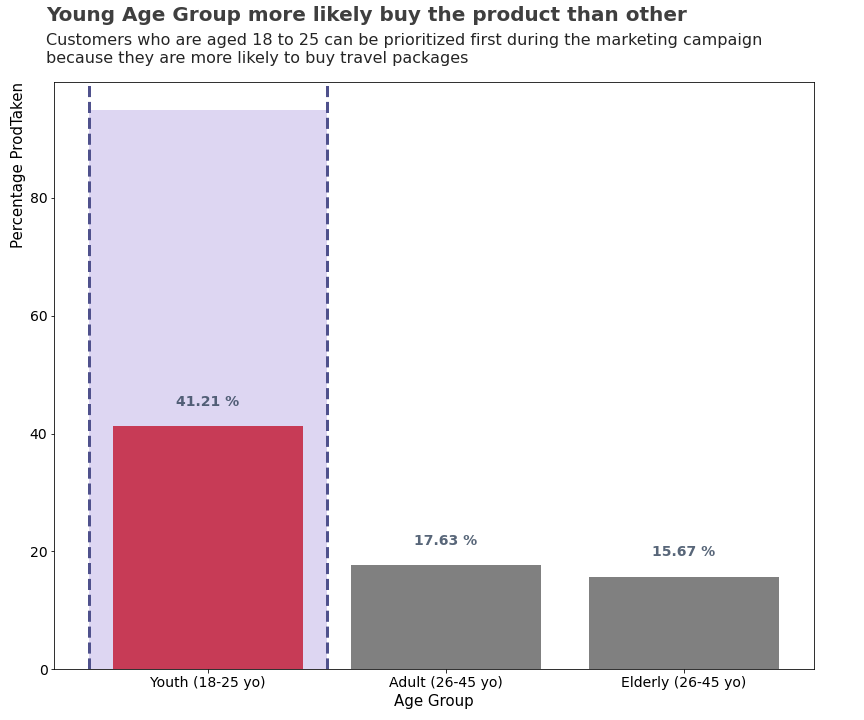 Young Age Group more likely buy the product than other
Customers who are aged 18 to 25 can be prioritized first during the marketing campaign
because they are more likely to buy travel packages
Percentage ProdTaken
80
60
40
20
0
41.21 %
17.63 %
15.67 %
Youth (18-25 yo)
Adult (26-45 yo)
Elderly (26-45 yo)
Age Group